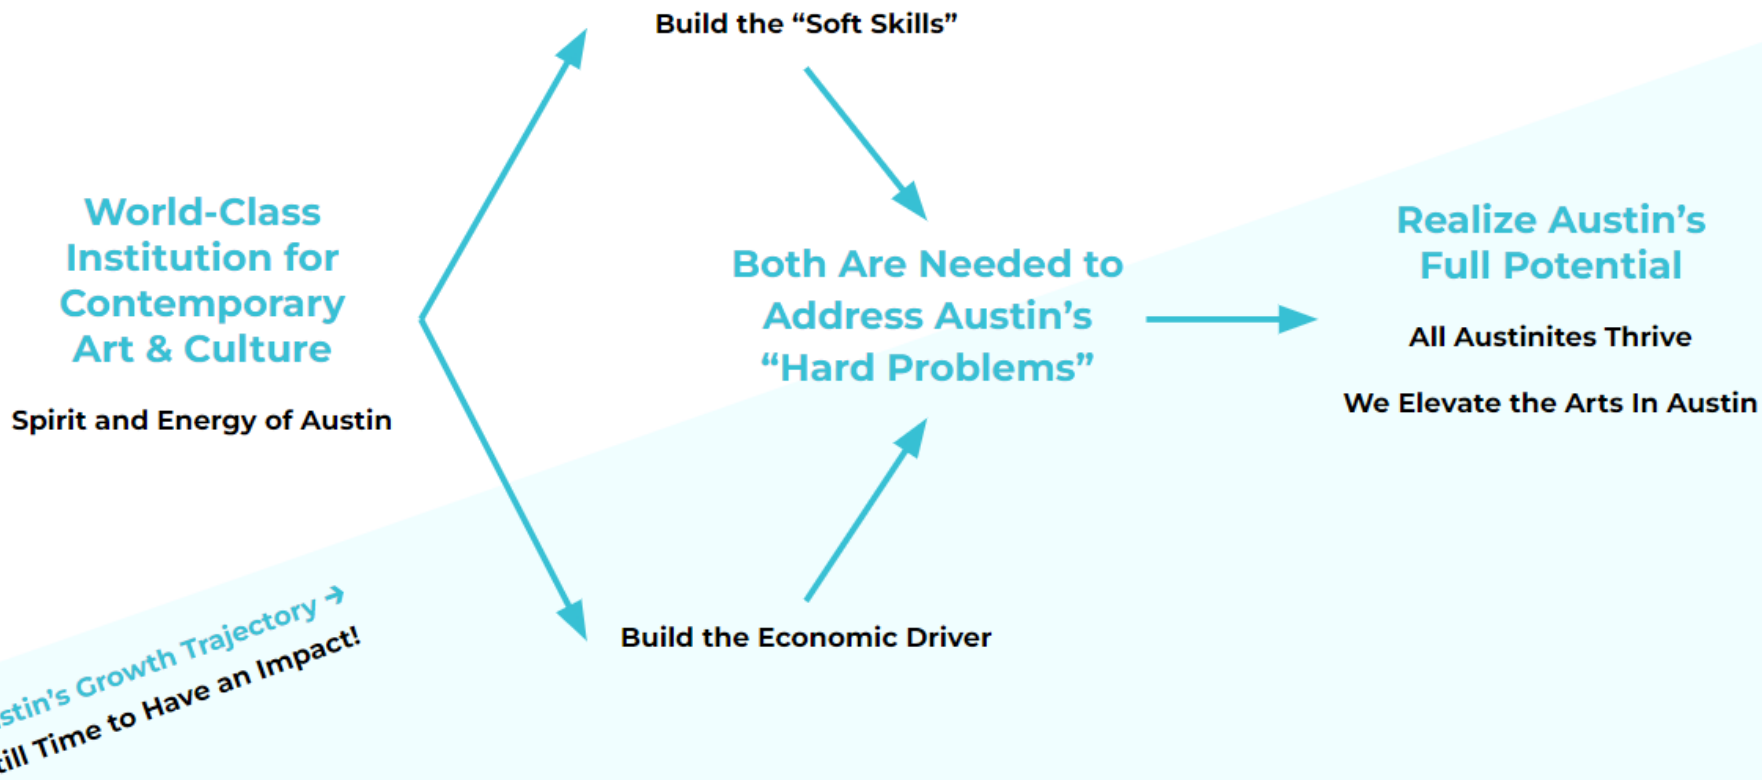 Build the “Soft Skills”
World-Class
Institution for
Contemporary
Art & Culture
Spirit and Energy of Austin
Both Are Needed to
Address Austin’s
“Hard Problems”
Realize Austin’s
Full Potential
All Austinites Thrive
We Elevate the Arts In Austin
Build the Economic Driver
stin’s Growth Trajectory →
till Time to Have an Impact!